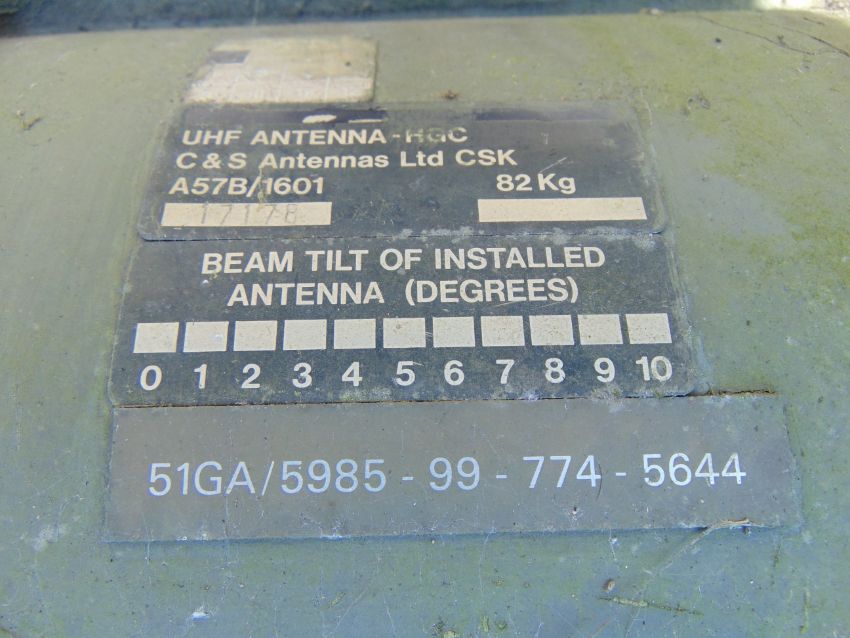 UHF ANTENNA - HGC
C & S Antennas Ltd CSK
A57B/1601 82 Kg
17178
BEAM TILT OF INSTALLED
ANTENNA (DEGREES)
0 1 2 3 4 5 6 7 8 9 10
51GA/5985 - 99 - 774 - 5644